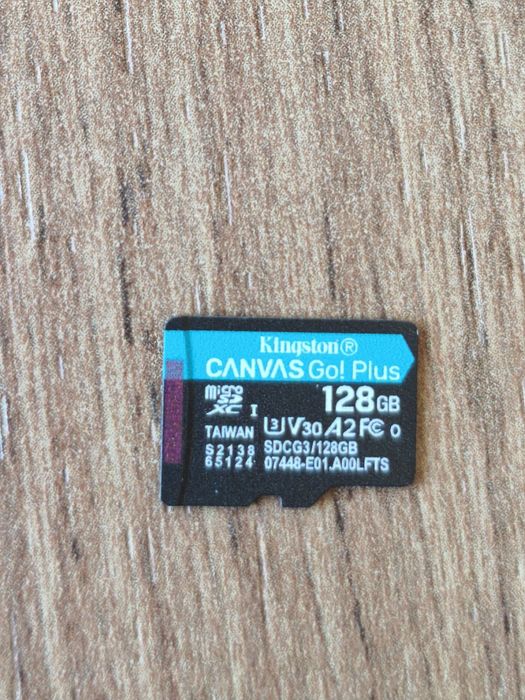 Kingston®
CANVAS Go! Plus
micro SD XC I 128GB
TAIWAN U3 V30 A2 FC 0
S2138 SDCG3/128GB
65124 07448-E01.A00LFTS